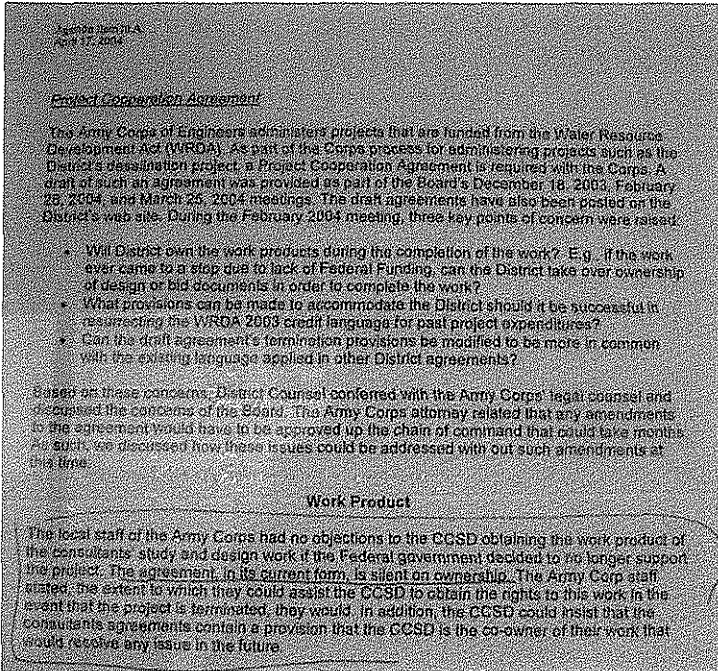 Agenda Item III.A.
April 17, 2004
Project Cooperation Agreement
The Army Corps of Engineers administers projects that are funded from the Water Resource
Development Act (WRDA). As part of the Corps process for administering projects such as the
District's desalination project, a Project Cooperation Agreement is required with the Corps. A
draft of such an agreement was provided as part of the Board's December 18, 2003, February
26, 2004, and March 25, 2004 meetings. The draft agreements have also been posted on the
District's web site. During the February 2004 meeting, three key points of concern were raised:
• Will District own the work products during the completion of the work? E.g., if the work
ever came to a stop due to lack of Federal Funding, can the District take over ownership
of design or bid documents in order to complete the work?
• What provisions can be made to accommodate the District should it be successful in
resurrecting the WRDA 2003 credit language for past project expenditures?
• Can the draft agreement's termination provisions be modified to be more in common
with the existing language applied in other District agreements?
Based on these concerns, District Counsel conferred with the Army Corps' legal counsel and
discussed the concerns of the Board. The Army Corps attorney related that any amendments
to the agreement would have to be approved up the chain of command that could take months.
As such, we discussed how these issues could be addressed with out such amendments at
this time.
Work Product
The local staff of the Army Corps had no objections to the CCSD obtaining the work product of
the consultants' study and design work if the Federal government decided to no longer support
the project. The agreement, in its current form, is silent on ownership. The Army Corp staff
stated, the extent to which they could assist the CCSD to obtain the rights to this work in the
event that the project is terminated, they would. In addition, the CCSD could insist that the
consultants agreements contain a provision that the CCSD is the co-owner of their work that
would resolve any issue in the future.